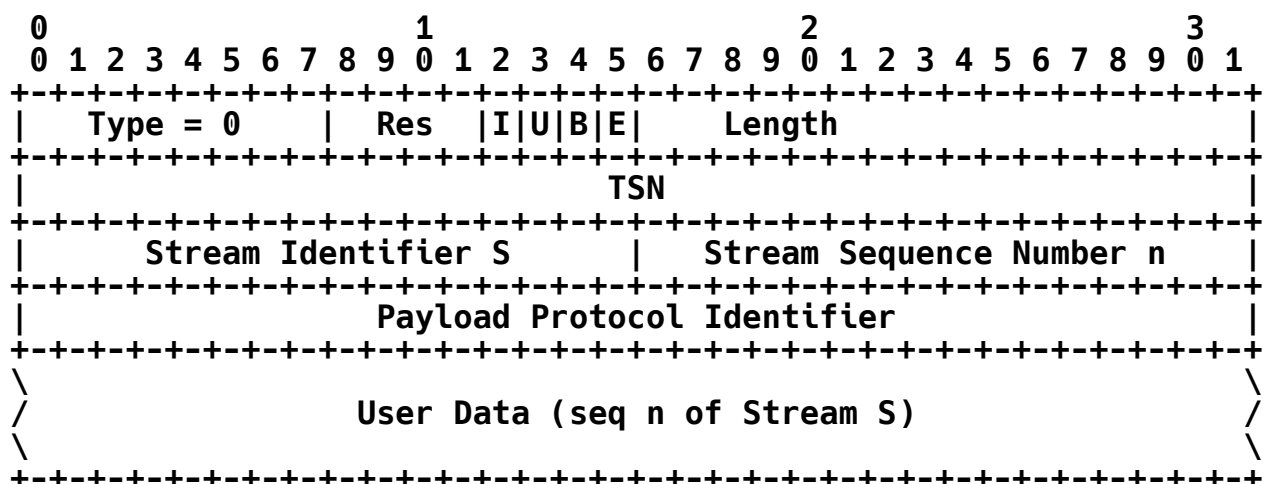 0                   1                   2                   3
 0 1 2 3 4 5 6 7 8 9 0 1 2 3 4 5 6 7 8 9 0 1 2 3 4 5 6 7 8 9 0 1
+-+-+-+-+-+-+-+-+-+-+-+-+-+-+-+-+-+-+-+-+-+-+-+-+-+-+-+-+-+-+-+-+
|   Type = 0    |  Res  |I|U|B|E|    Length                     |
+-+-+-+-+-+-+-+-+-+-+-+-+-+-+-+-+-+-+-+-+-+-+-+-+-+-+-+-+-+-+-+-+
|                              TSN                              |
+-+-+-+-+-+-+-+-+-+-+-+-+-+-+-+-+-+-+-+-+-+-+-+-+-+-+-+-+-+-+-+-+
|      Stream Identifier S      |   Stream Sequence Number n    |
+-+-+-+-+-+-+-+-+-+-+-+-+-+-+-+-+-+-+-+-+-+-+-+-+-+-+-+-+-+-+-+-+
|                  Payload Protocol Identifier                  |
+-+-+-+-+-+-+-+-+-+-+-+-+-+-+-+-+-+-+-+-+-+-+-+-+-+-+-+-+-+-+-+-+
\                                                               \
/                 User Data (seq n of Stream S)                 /
\                                                               \
+-+-+-+-+-+-+-+-+-+-+-+-+-+-+-+-+-+-+-+-+-+-+-+-+-+-+-+-+-+-+-+-+